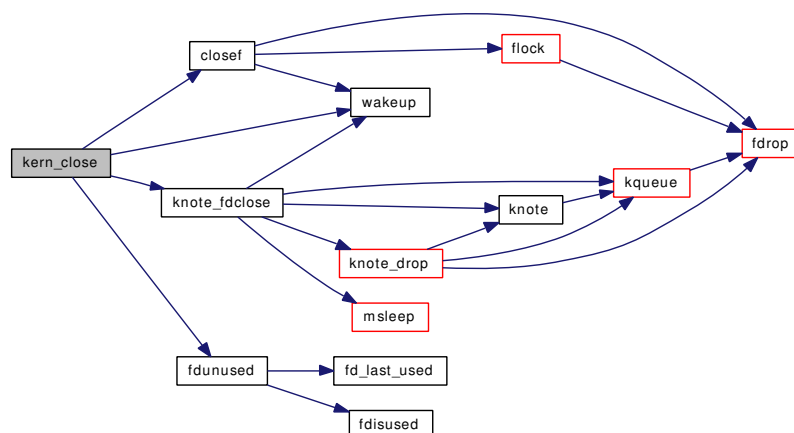 closef
flock
wakeup
fdrop
kern_close
kqueue
knote_fdclose
knote
knote_drop
msleep
fdunused
fd_last_used
fdisused